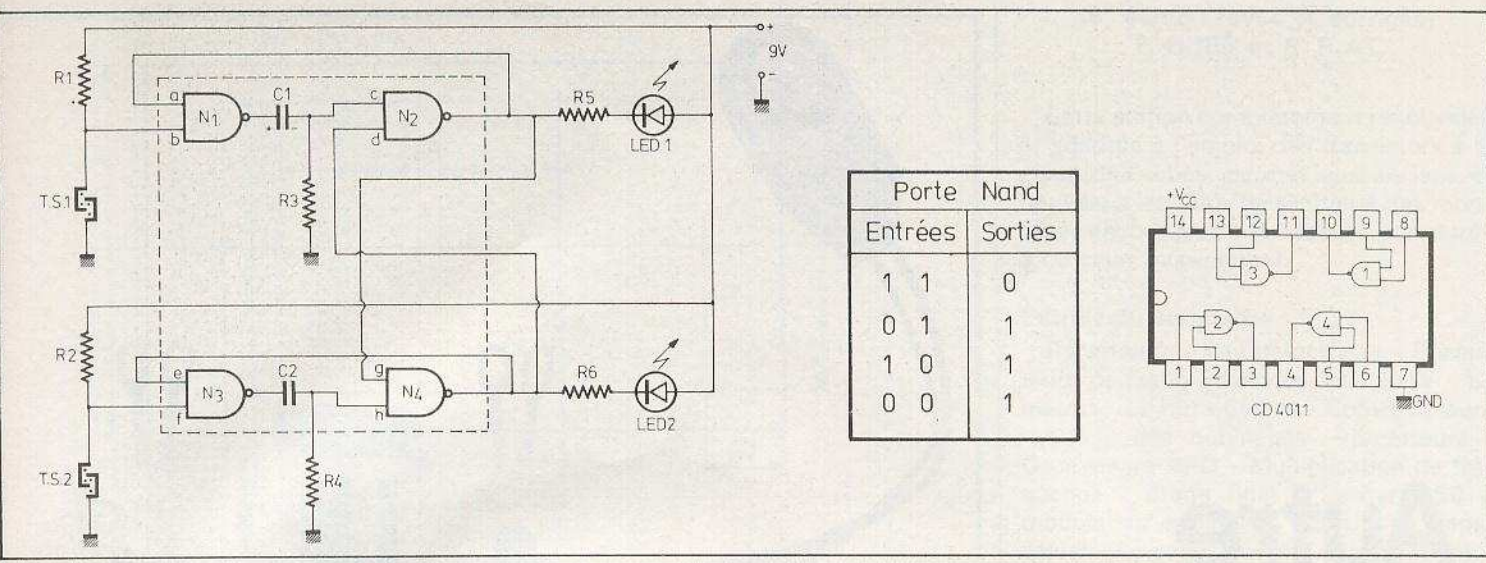 +
9V
-
R1
a
b
N1
C1
+
-
c
d
N2
R5
LED 1
T.S.1
R3
R2
e
f
N3
C2
g
h
N4
R6
LED2
T.S.2
R4
Porte Nand
Entrées Sorties
1 1 0
0 1 1
1 0 1
0 0 1
+VCC
14 13 12 11 10 9 8
3 1
2 4
1 2 3 4 5 6 7
CD4011
GND